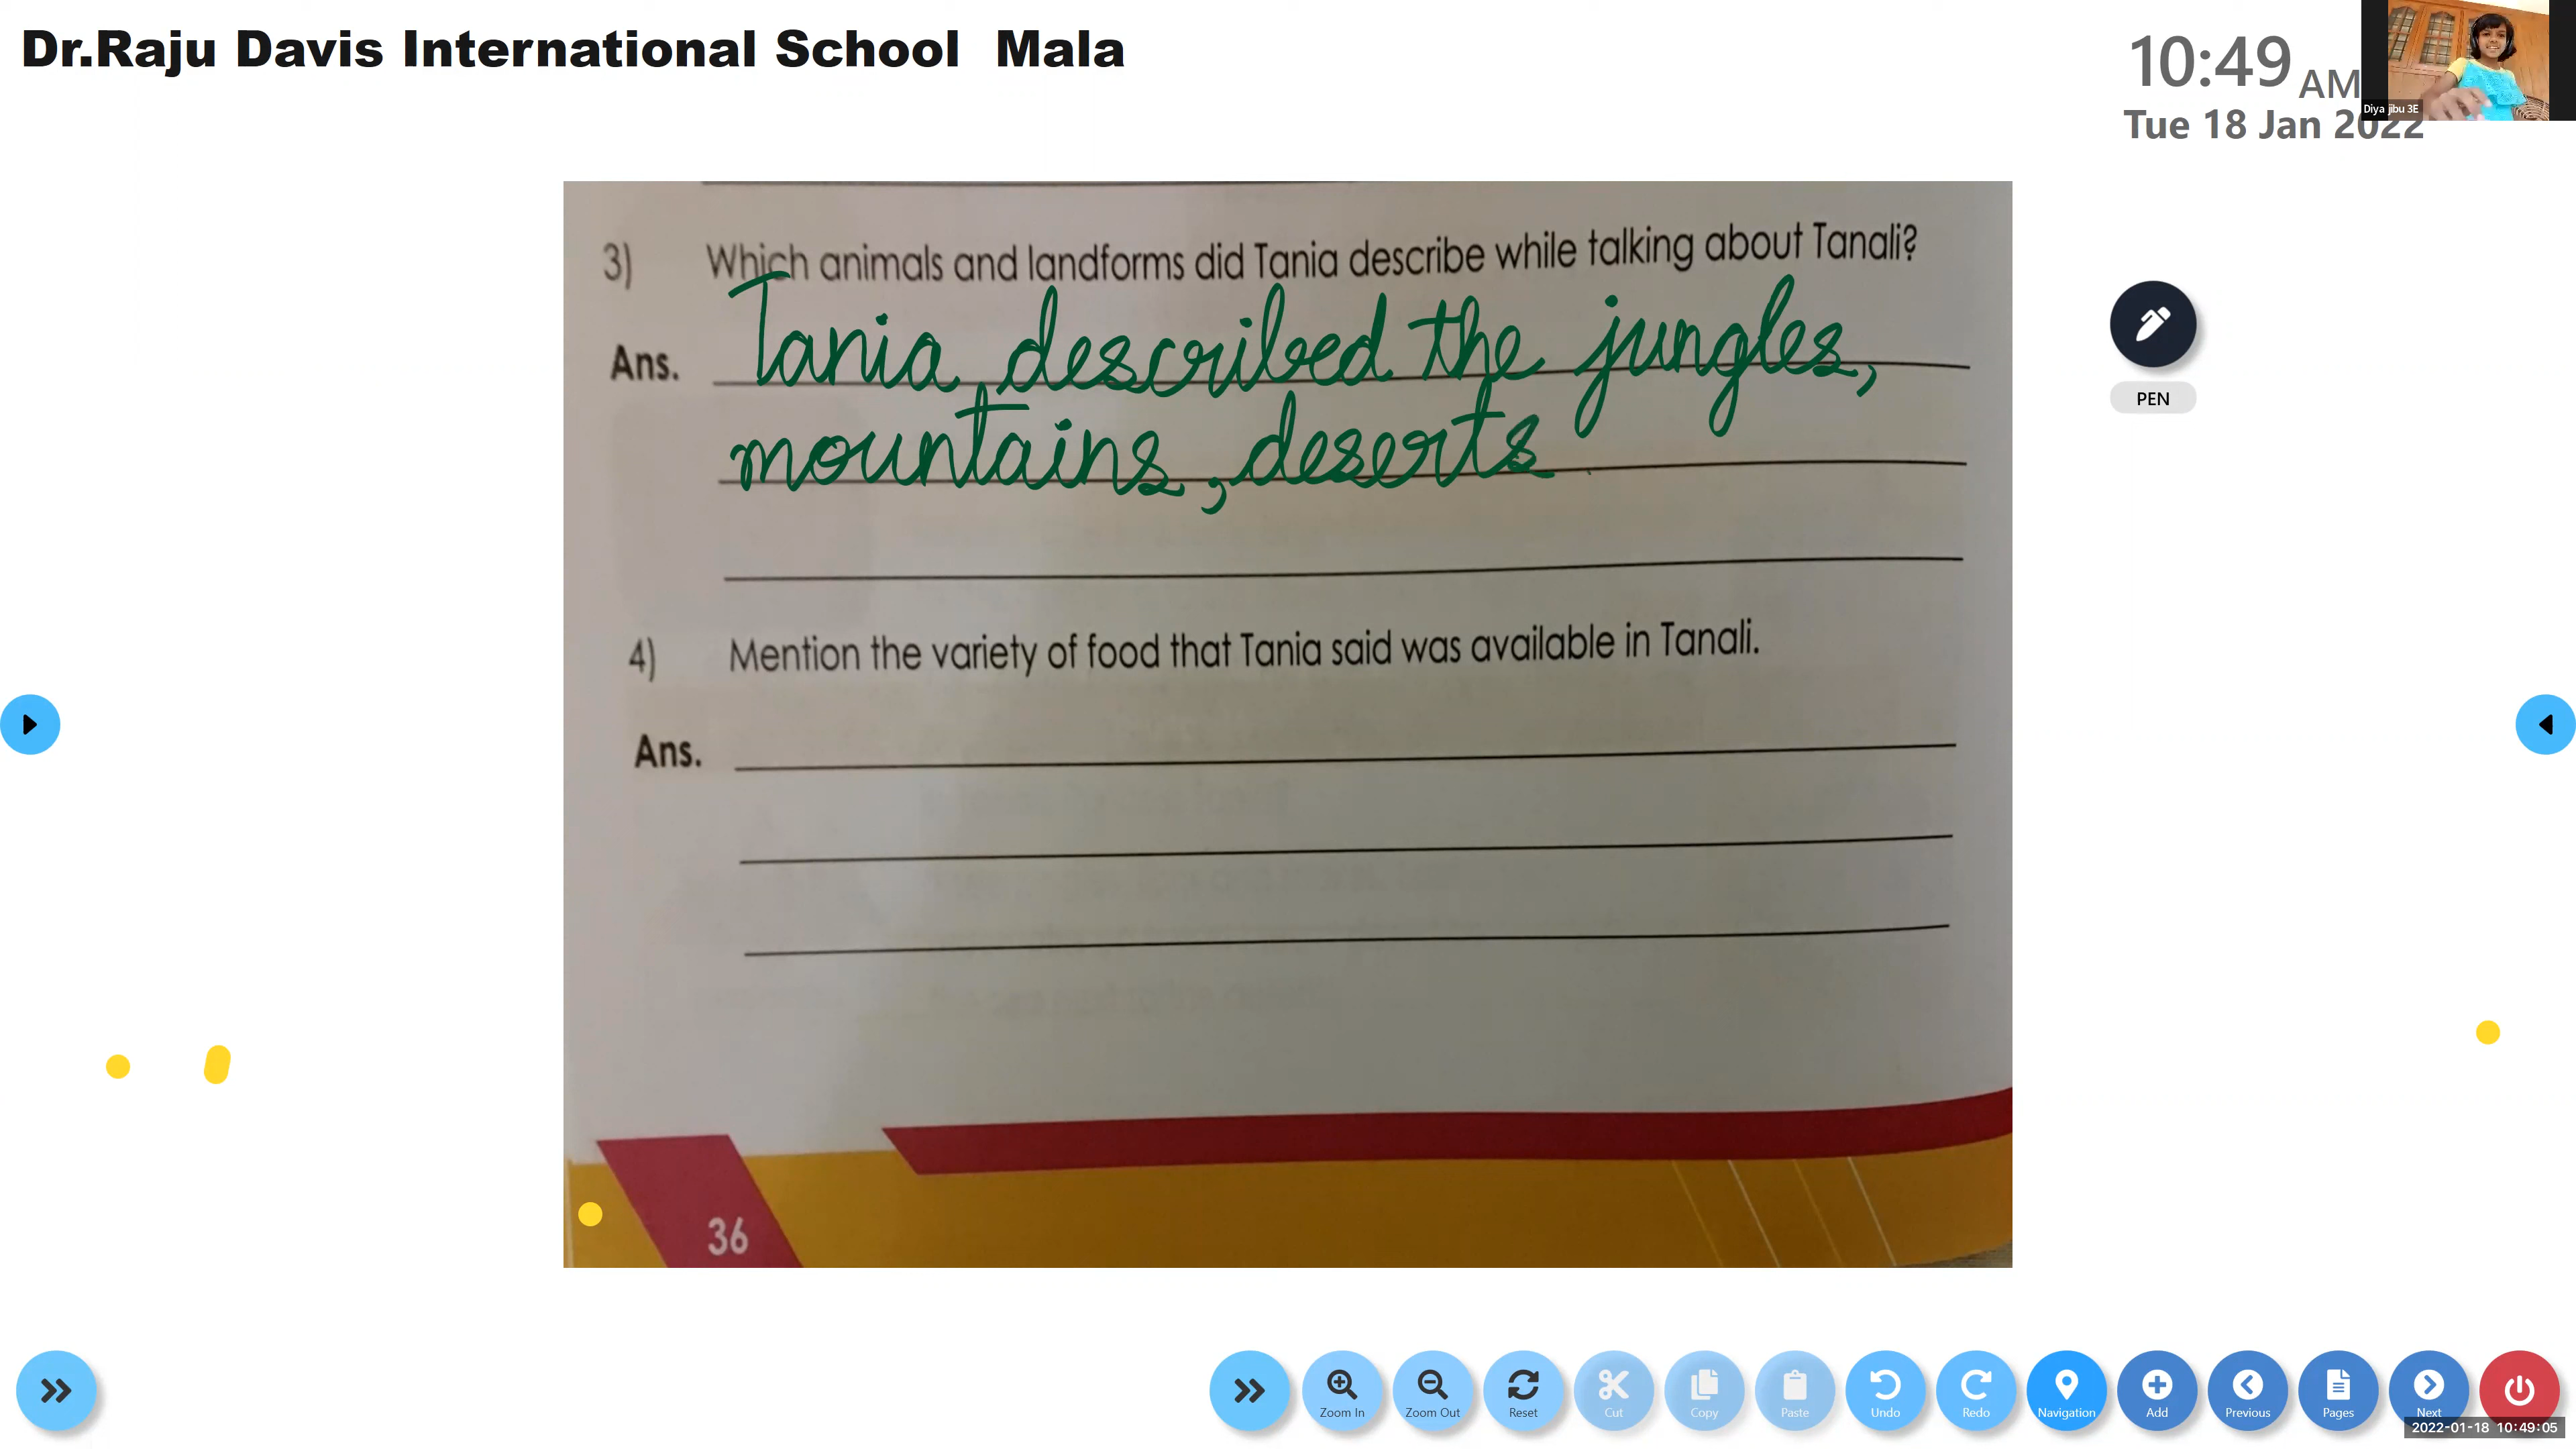 Dr.Raju Davis International School Mala
10:49 AM
Tue 18 Jan 2022
Diya jibu 3E
3) Which animals and landforms did Tania describe while talking about Tanali?
Ans. Tania described the jungles,
mountains, deserts
PEN
4) Mention the variety of food that Tania said was available in Tanali.
Ans.
36
Zoom In Zoom Out Reset Cut Copy Paste Undo Redo Navigation Add Previous Pages Next
2022-01-18 10:49:05